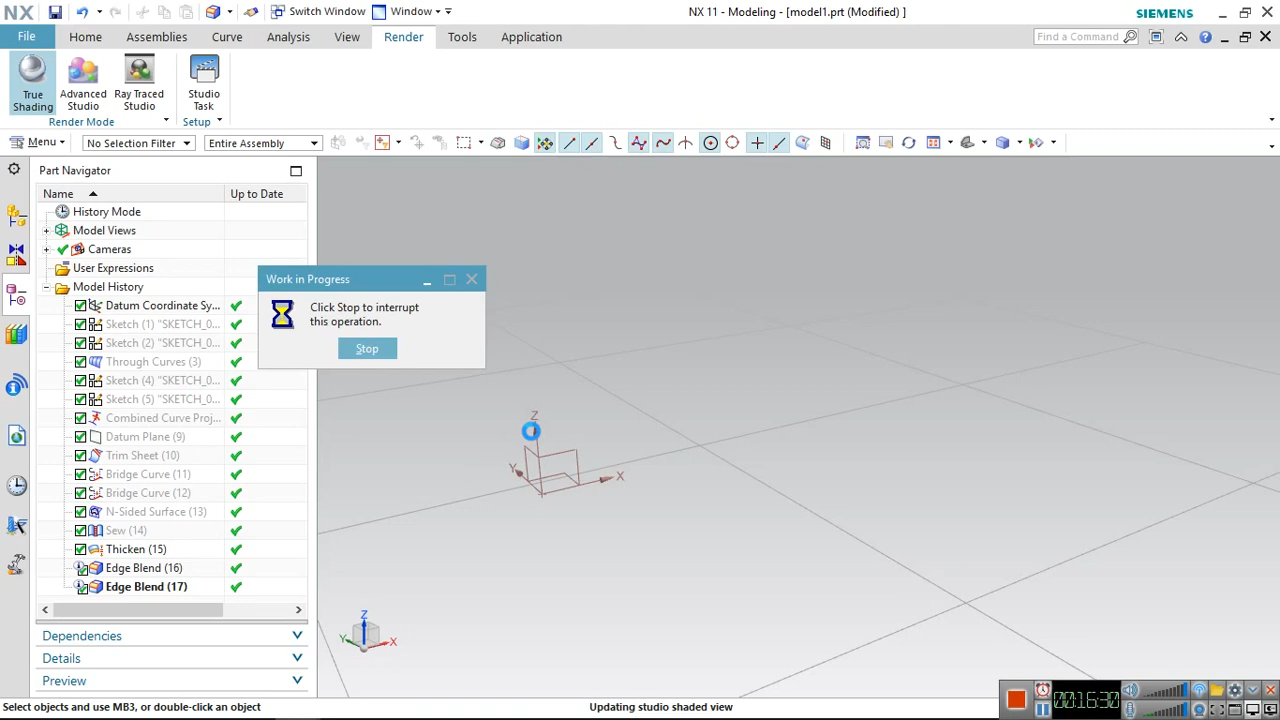 NX Switch Window Window NX 11 - Modeling - [model1.prt (Modified) ] SIEMENS
File Home Assemblies Curve Analysis View Render Tools Application Find a Command
True Shading Advanced Studio Ray Traced Studio Studio Task
Render Mode Setup
Menu No Selection Filter Entire Assembly
Part Navigator
Name Up to Date
History Mode
Model Views
Cameras
User Expressions
Model History
Datum Coordinate Sy...
Sketch (1) "SKETCH_0...
Sketch (2) "SKETCH_0...
Through Curves (3)
Sketch (4) "SKETCH_0...
Sketch (5) "SKETCH_0...
Combined Curve Proj...
Datum Plane (9)
Trim Sheet (10)
Bridge Curve (11)
Bridge Curve (12)
N-Sided Surface (13)
Sew (14)
Thicken (15)
Edge Blend (16)
Edge Blend (17)
Dependencies
Details
Preview
Work in Progress
Click Stop to interrupt
this operation.
Stop
Z
Y X
Z
Y X
Select objects and use MB3, or double-click an object Updating studio shaded view
00:16:30